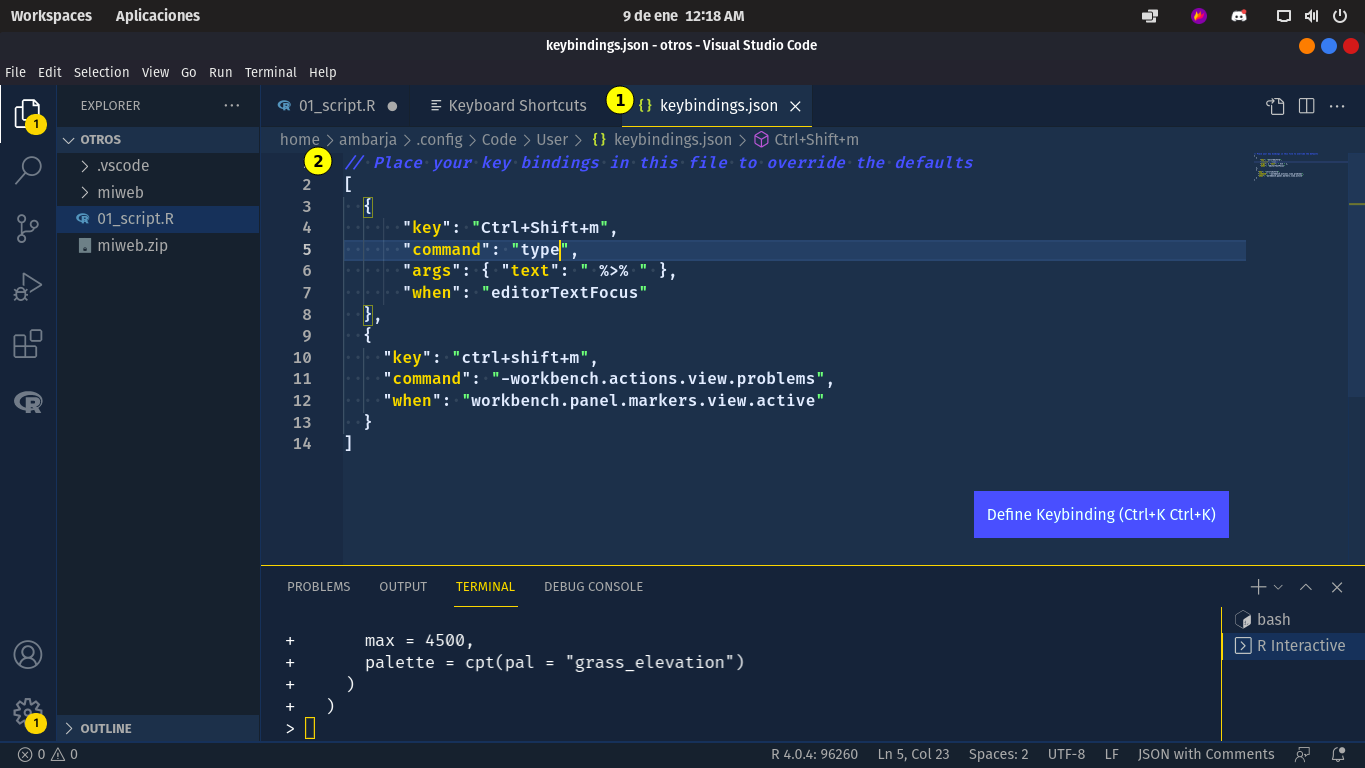 Workspaces Aplicaciones 9 de ene 12:18 AM
keybindings.json - otros - Visual Studio Code
File Edit Selection View Go Run Terminal Help
EXPLORER ··· 01_script.R ● Keyboard Shortcuts 1 {} keybindings.json ×
1
OTROS
home > ambarja > .config > Code > User > {} keybindings.json > Ctrl+Shift+m
.vscode
miweb
01_script.R
miweb.zip
2 // Place your key bindings in this file to override the defaults
2 [
3 {
4 "key": "Ctrl+Shift+m",
5 "command": "type",
6 "args": { "text": " %>% " },
7 "when": "editorTextFocus"
8 },
9 {
10 "key": "ctrl+shift+m",
11 "command": "-workbench.actions.view.problems",
12 "when": "workbench.panel.markers.view.active"
13 }
14 ]
Define Keybinding (Ctrl+K Ctrl+K)
PROBLEMS OUTPUT TERMINAL DEBUG CONSOLE
+ max = 4500,
+ palette = cpt(pal = "grass_elevation")
+ )
+ )
>
bash
R Interactive
1
OUTLINE
0 0 R 4.0.4: 96260 Ln 5, Col 23 Spaces: 2 UTF-8 LF JSON with Comments